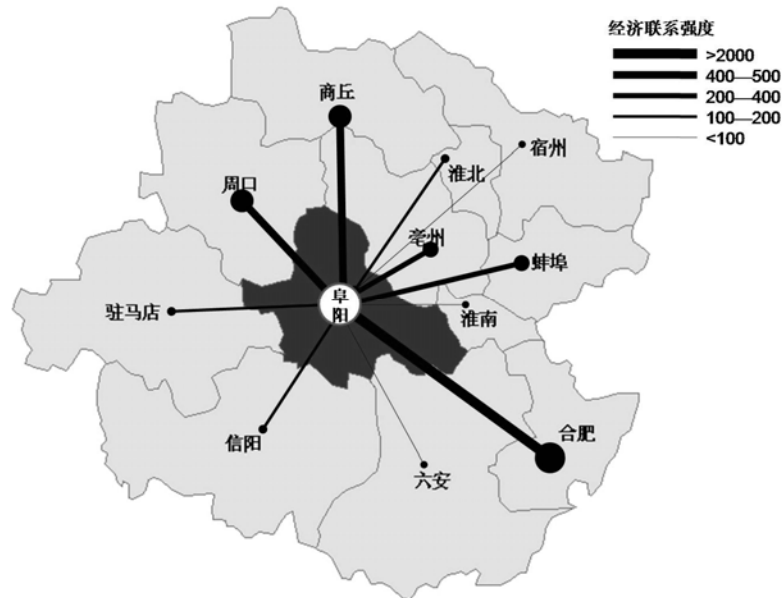 经济联系强度
>2000
400—500
200—400
100—200
<100
商丘
宿州
淮北
周口
亳州
蚌埠
阜
阳
驻马店
淮南
合肥
信阳
六安